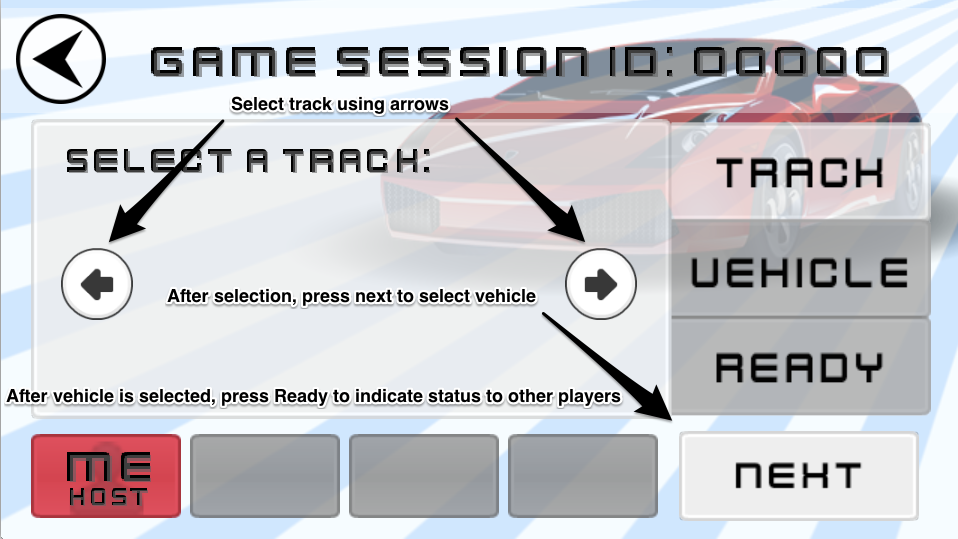 GAME SESSION ID: 00000
Select track using arrows
SELECT A TRACK:
TRACK
After selection, press next to select vehicle
VEHICLE
READY
After vehicle is selected, press Ready to indicate status to other players
ME
HOST
NEXT